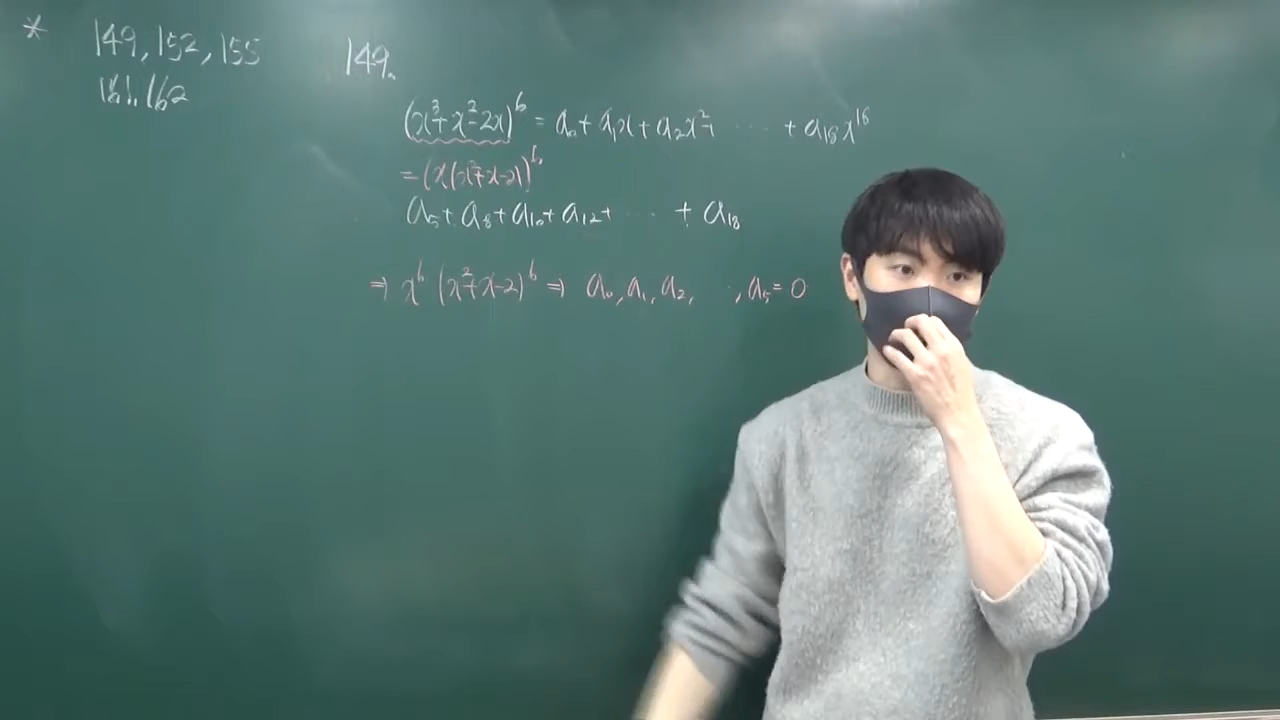 * 149, 152, 155
161, 162
149.
(x³+x²-2x)⁶ = a₀+a₁x+a₂x²+ ‥ +a₁₈x¹⁸
=(x(x²+x-2))⁶
a₅+a₈+a₁₀+a₁₂+ ‥ +a₁₈
⇒ x⁶(x²+x-2)⁶ ⇒ a₀,a₁,a₂, ‥ ,a₅=0